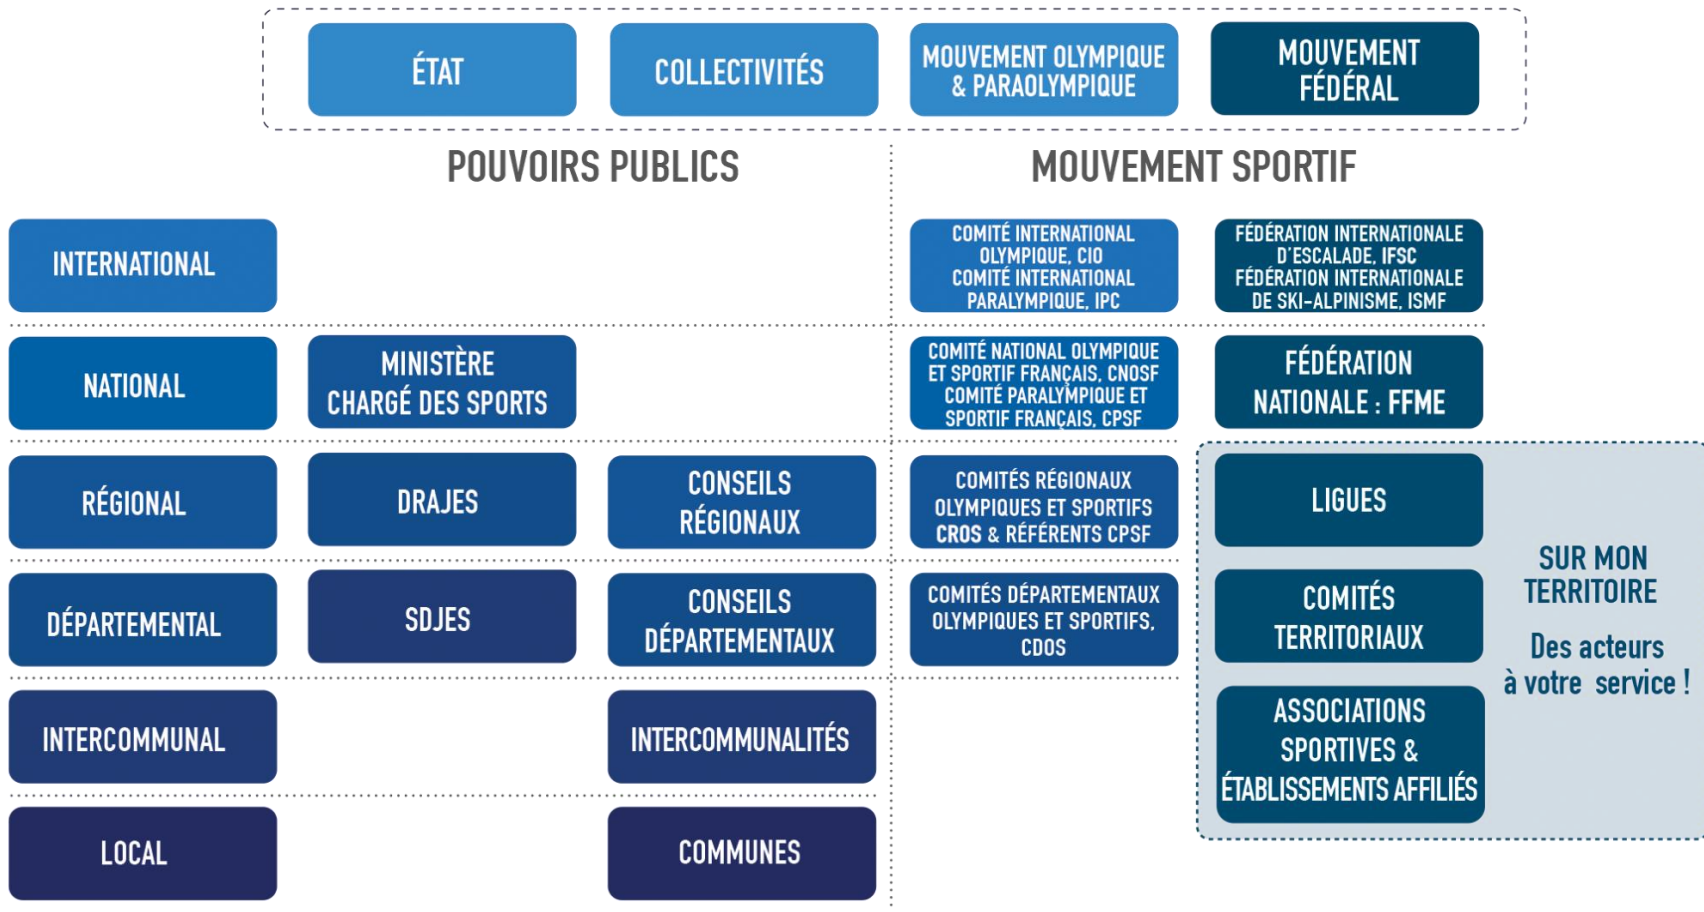 ÉTAT
COLLECTIVITÉS
MOUVEMENT OLYMPIQUE
& PARAOLYMPIQUE
MOUVEMENT
FÉDÉRAL
POUVOIRS PUBLICS
MOUVEMENT SPORTIF
INTERNATIONAL
COMITÉ INTERNATIONAL
OLYMPIQUE, CIO
COMITÉ INTERNATIONAL
PARALYMPIQUE, IPC
FÉDÉRATION INTERNATIONALE
D'ESCALADE, IFSC
FÉDÉRATION INTERNATIONALE
DE SKI-ALPINISME, ISMF
NATIONAL
MINISTÈRE
CHARGÉ DES SPORTS
COMITÉ NATIONAL OLYMPIQUE
ET SPORTIF FRANÇAIS, CNOSF
COMITÉ PARALYMPIQUE ET
SPORTIF FRANÇAIS, CPSF
FÉDÉRATION
NATIONALE : FFME
RÉGIONAL
DRAJES
CONSEILS
RÉGIONAUX
COMITÉS RÉGIONAUX
OLYMPIQUES ET SPORTIFS
CROS & RÉFÉRENTS CPSF
LIGUES
DÉPARTEMENTAL
SDJES
CONSEILS
DÉPARTEMENTAUX
COMITÉS DÉPARTEMENTAUX
OLYMPIQUES ET SPORTIFS,
CDOS
COMITÉS
TERRITORIAUX
SUR MON
TERRITOIRE
Des acteurs
à votre service !
INTERCOMMUNAL
INTERCOMMUNALITÉS
ASSOCIATIONS
SPORTIVES &
ÉTABLISSEMENTS AFFILIÉS
LOCAL
COMMUNES